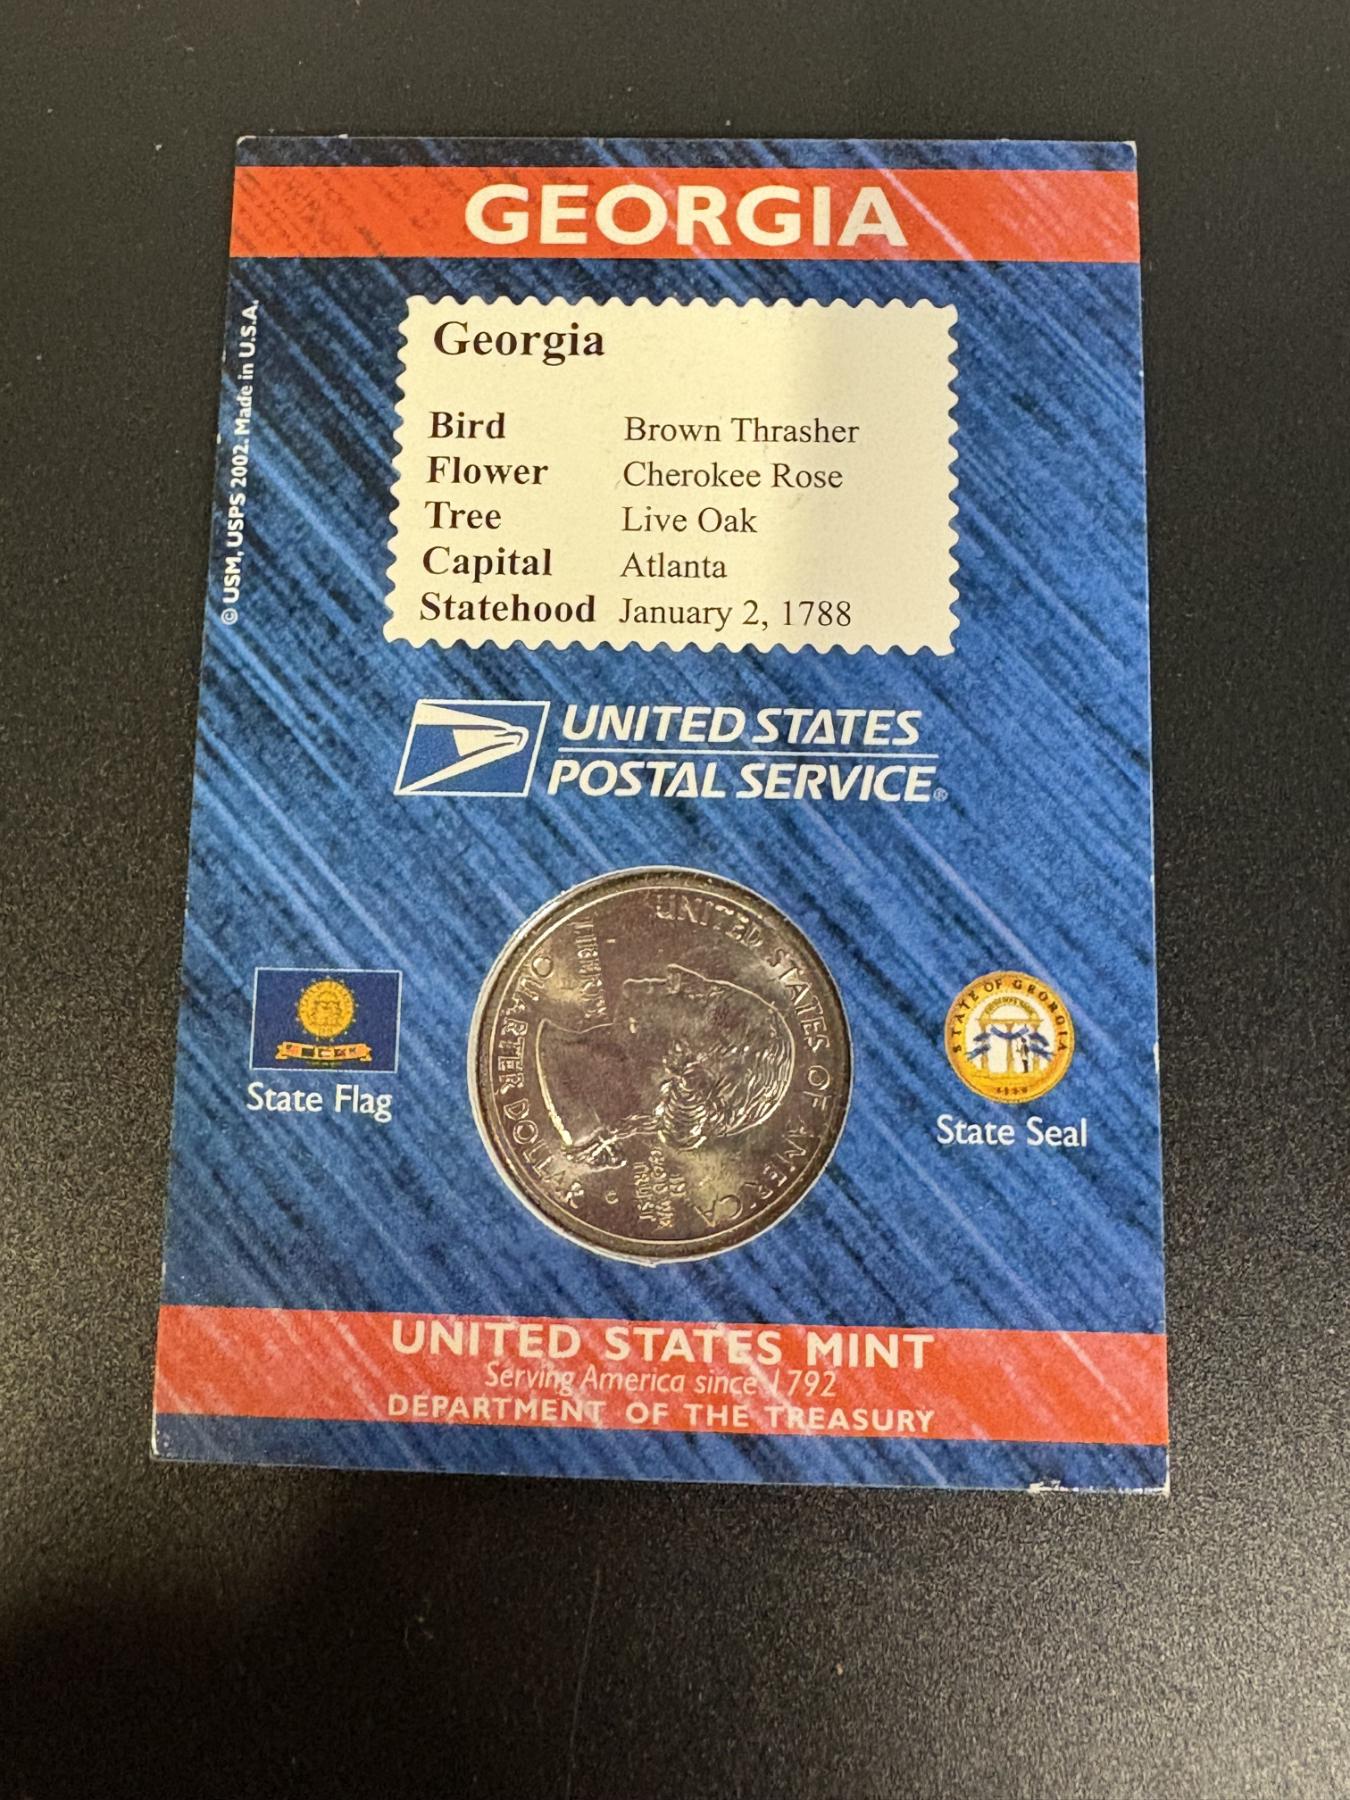 GEORGIA
© USM, USPS 2002. Made in U.S.A.
Georgia
Bird Brown Thrasher
Flower Cherokee Rose
Tree Live Oak
Capital Atlanta
Statehood January 2, 1788
UNITED STATES
POSTAL SERVICE®
UNITED STATES OF AMERICA
LIBERTY
IN
GOD WE
TRUST
QUARTER DOLLAR
State Flag
STATE OF GEORGIA
State Seal
UNITED STATES MINT
Serving America since 1792
DEPARTMENT OF THE TREASURY